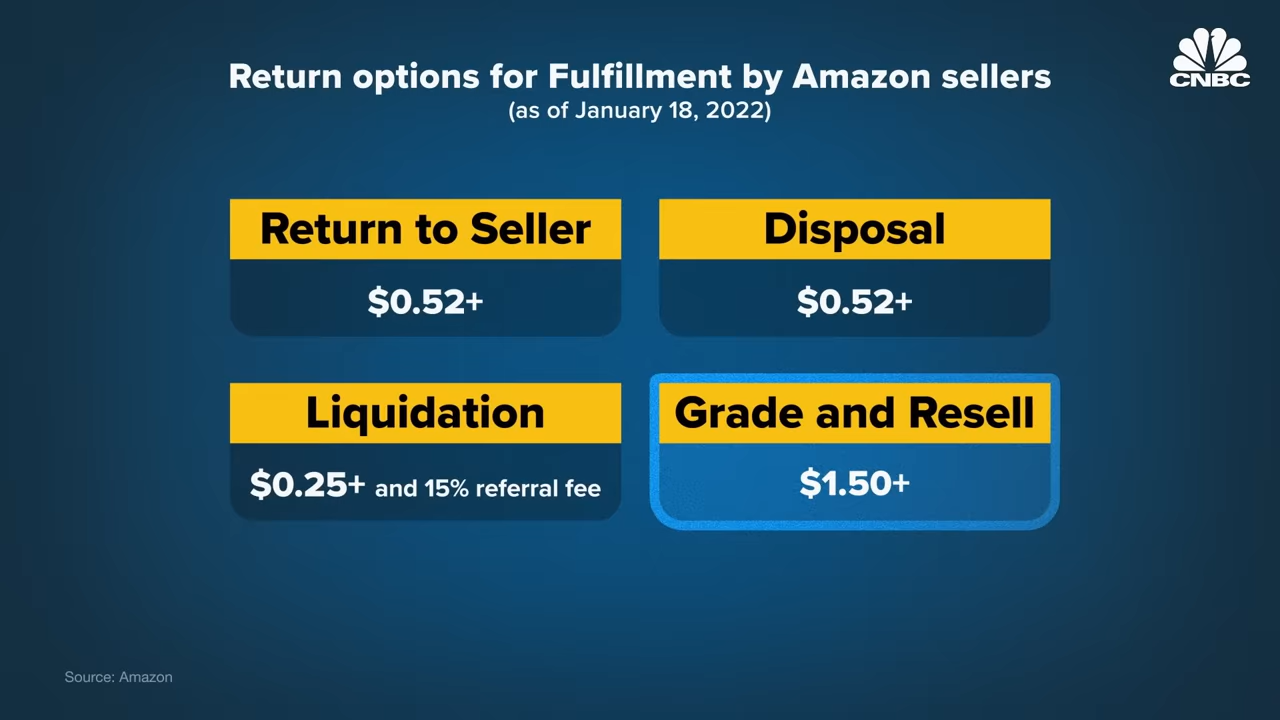 CNBC
Return options for Fulfillment by Amazon sellers
(as of January 18, 2022)
Return to Seller
$0.52+
Disposal
$0.52+
Liquidation
$0.25+ and 15% referral fee
Grade and Resell
$1.50+
Source: Amazon